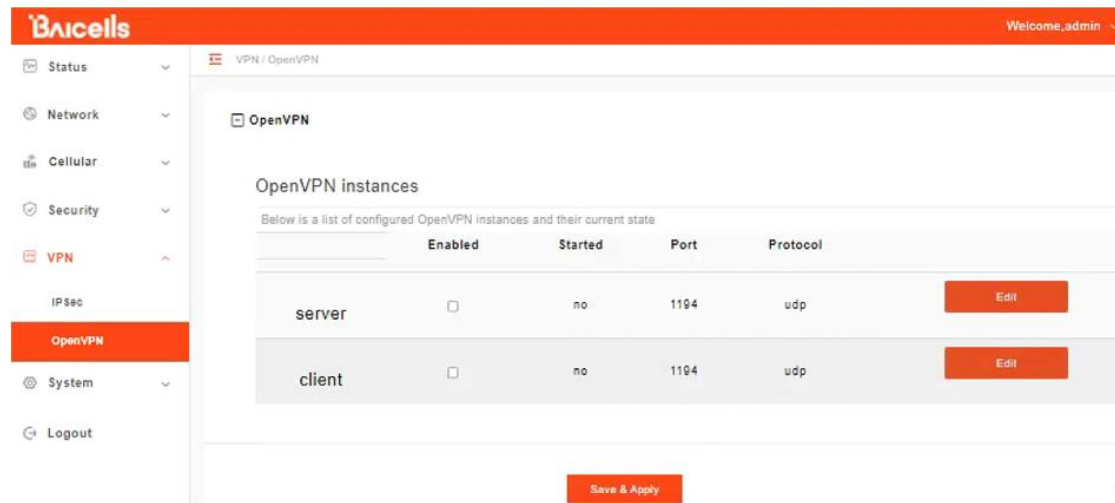 Baicells
Welcome,admin
Status
Network
Cellular
Security
VPN
IPSec
OpenVPN
System
Logout
VPN / OpenVPN
OpenVPN
OpenVPN instances
Below is a list of configured OpenVPN instances and their current state
Enabled Started Port Protocol
server no 1194 udp Edit
client no 1194 udp Edit
Save & Apply